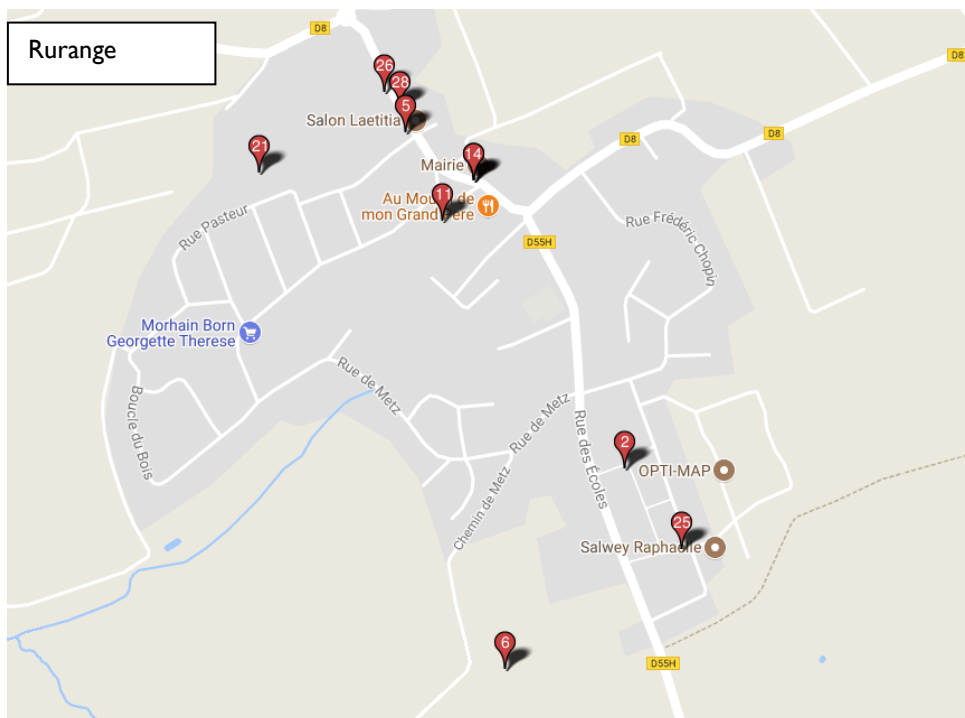 Rurange
D8
D8
26
28
5
Salon Laetitia
D8
D8
21
14
Mairie
11
Au Mou de
mon Grand Père
Rue Pasteur
Rue Frédéric Chopin
D55H
Morhain Born
Georgette Therese
Rue de Metz
Boucle du Bois
Rue de Metz
Rue des Écoles
2
OPTI-MAP
Chemin de Metz
25
Salwey Raphaelle
6
D55H